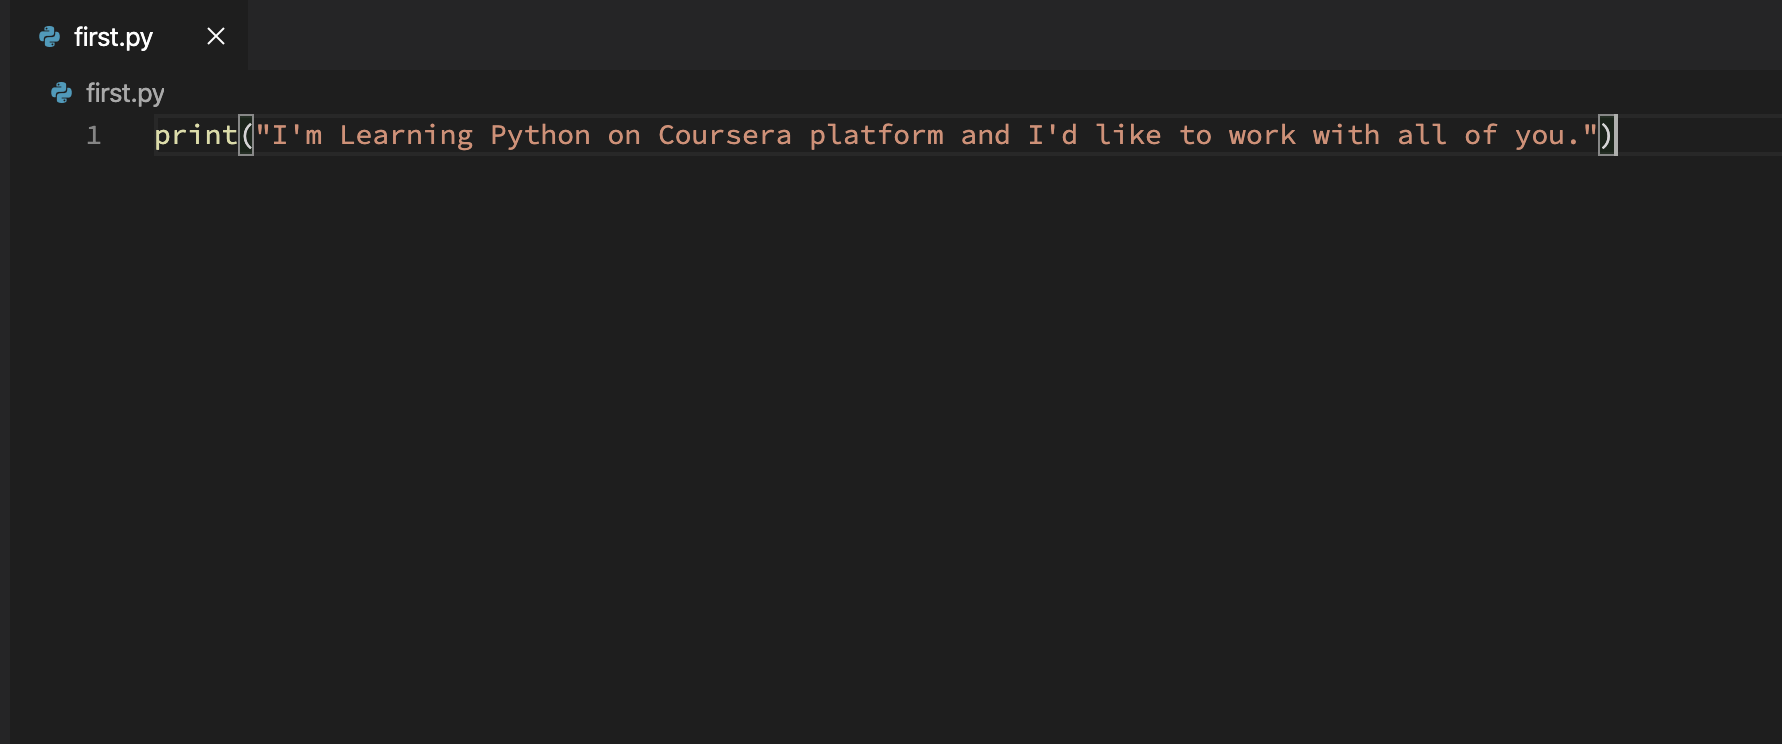 first.py
first.py
1 print("I'm Learning Python on Coursera platform and I'd like to work with all of you.")